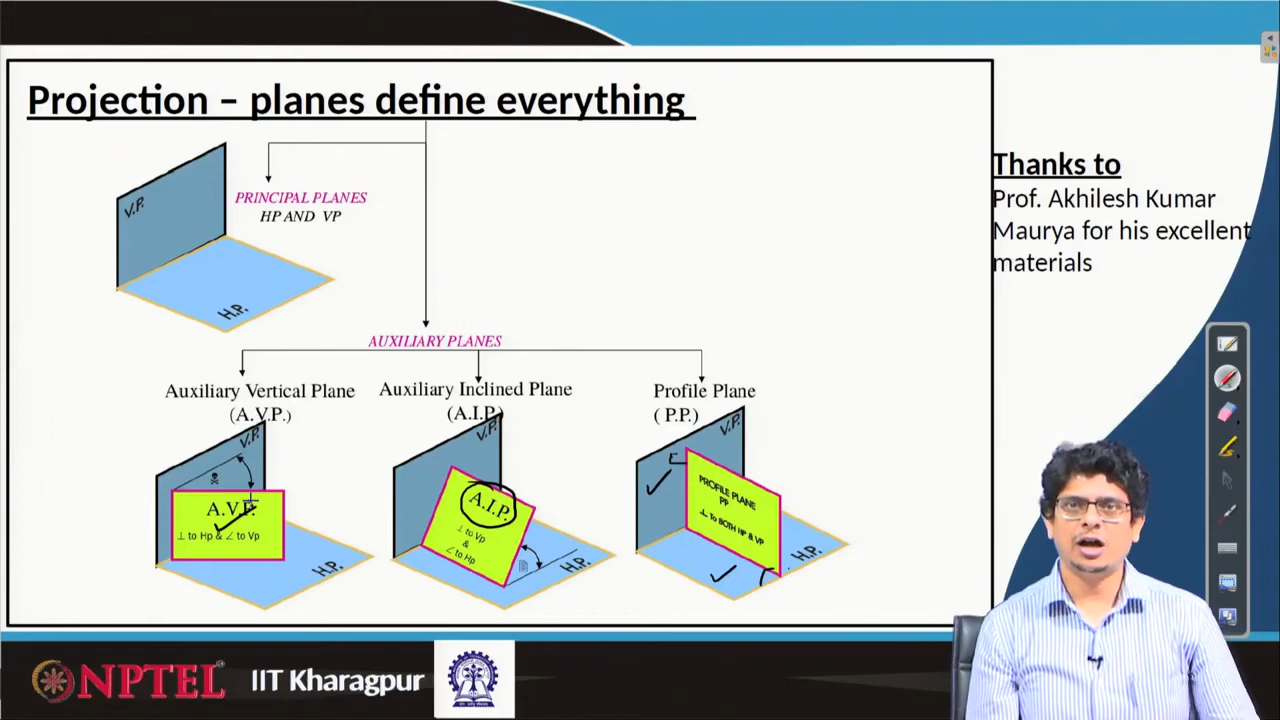 Projection – planes define everything
Thanks to
Prof. Akhilesh Kumar
Maurya for his excellent
materials
V.P.
PRINCIPAL PLANES
HP AND VP
H.P.
AUXILIARY PLANES
Auxiliary Vertical Plane
(A.V.P.)
Auxiliary Inclined Plane
(A.I.P.)
Profile Plane
( P.P.)
V.P.
A.V.P.
⊥ to Hp & ∠ to Vp
H.P.
V.P.
A.I.P.
⊥ to Vp
&
∠ to Hp
H.P.
V.P.
PROFILE PLANE
PP
⊥ To BOTH HP & VP
H.P.
NPTEL
IIT Kharagpur